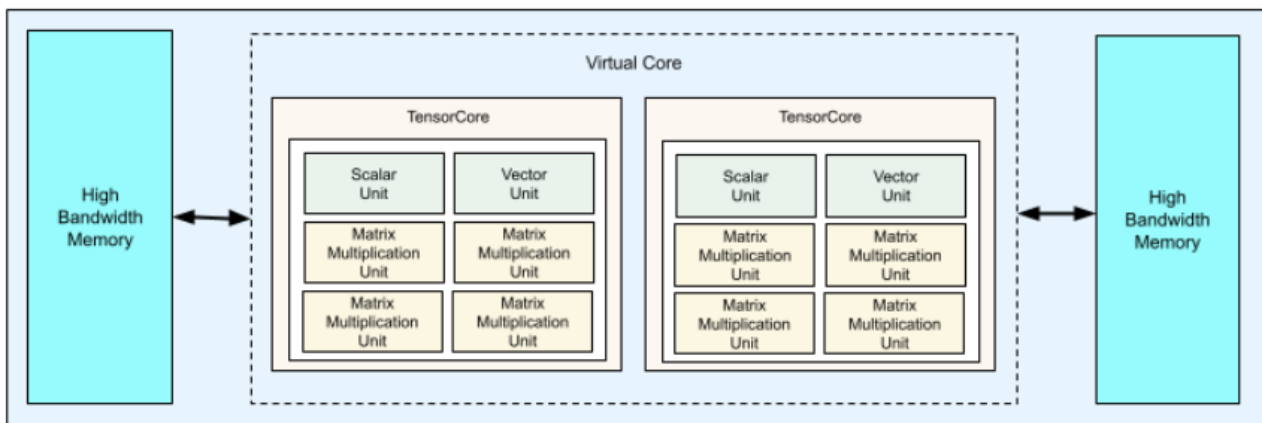 Virtual Core
High
Bandwidth
Memory
TensorCore
Scalar
Unit
Vector
Unit
Matrix
Multiplication
Unit
Matrix
Multiplication
Unit
Matrix
Multiplication
Unit
Matrix
Multiplication
Unit
TensorCore
Scalar
Unit
Vector
Unit
Matrix
Multiplication
Unit
Matrix
Multiplication
Unit
Matrix
Multiplication
Unit
Matrix
Multiplication
Unit
High
Bandwidth
Memory